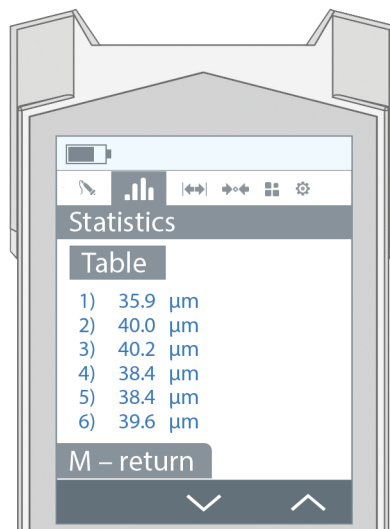 Statistics
Table
1) 35.9 μm
2) 40.0 μm
3) 40.2 μm
4) 38.4 μm
5) 38.4 μm
6) 39.6 μm
M – return